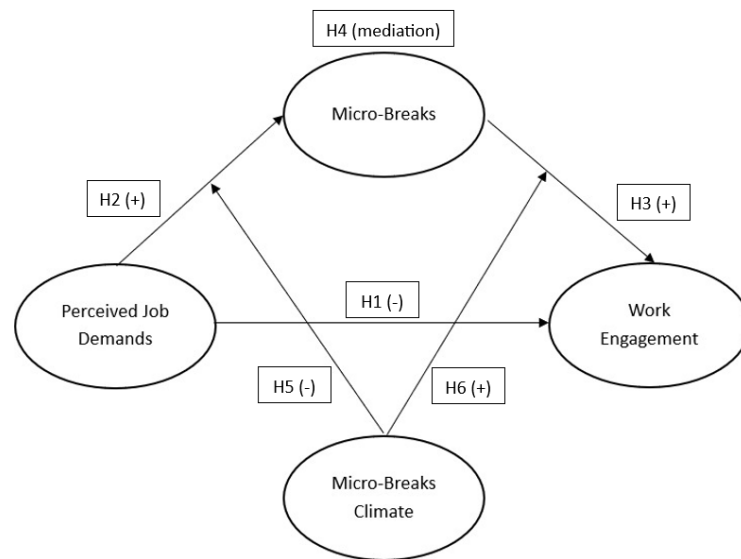 H4 (mediation)
Micro-Breaks
H2 (+)
H3 (+)
Perceived Job
Demands
H1 (-)
Work
Engagement
H5 (-)
H6 (+)
Micro-Breaks
Climate